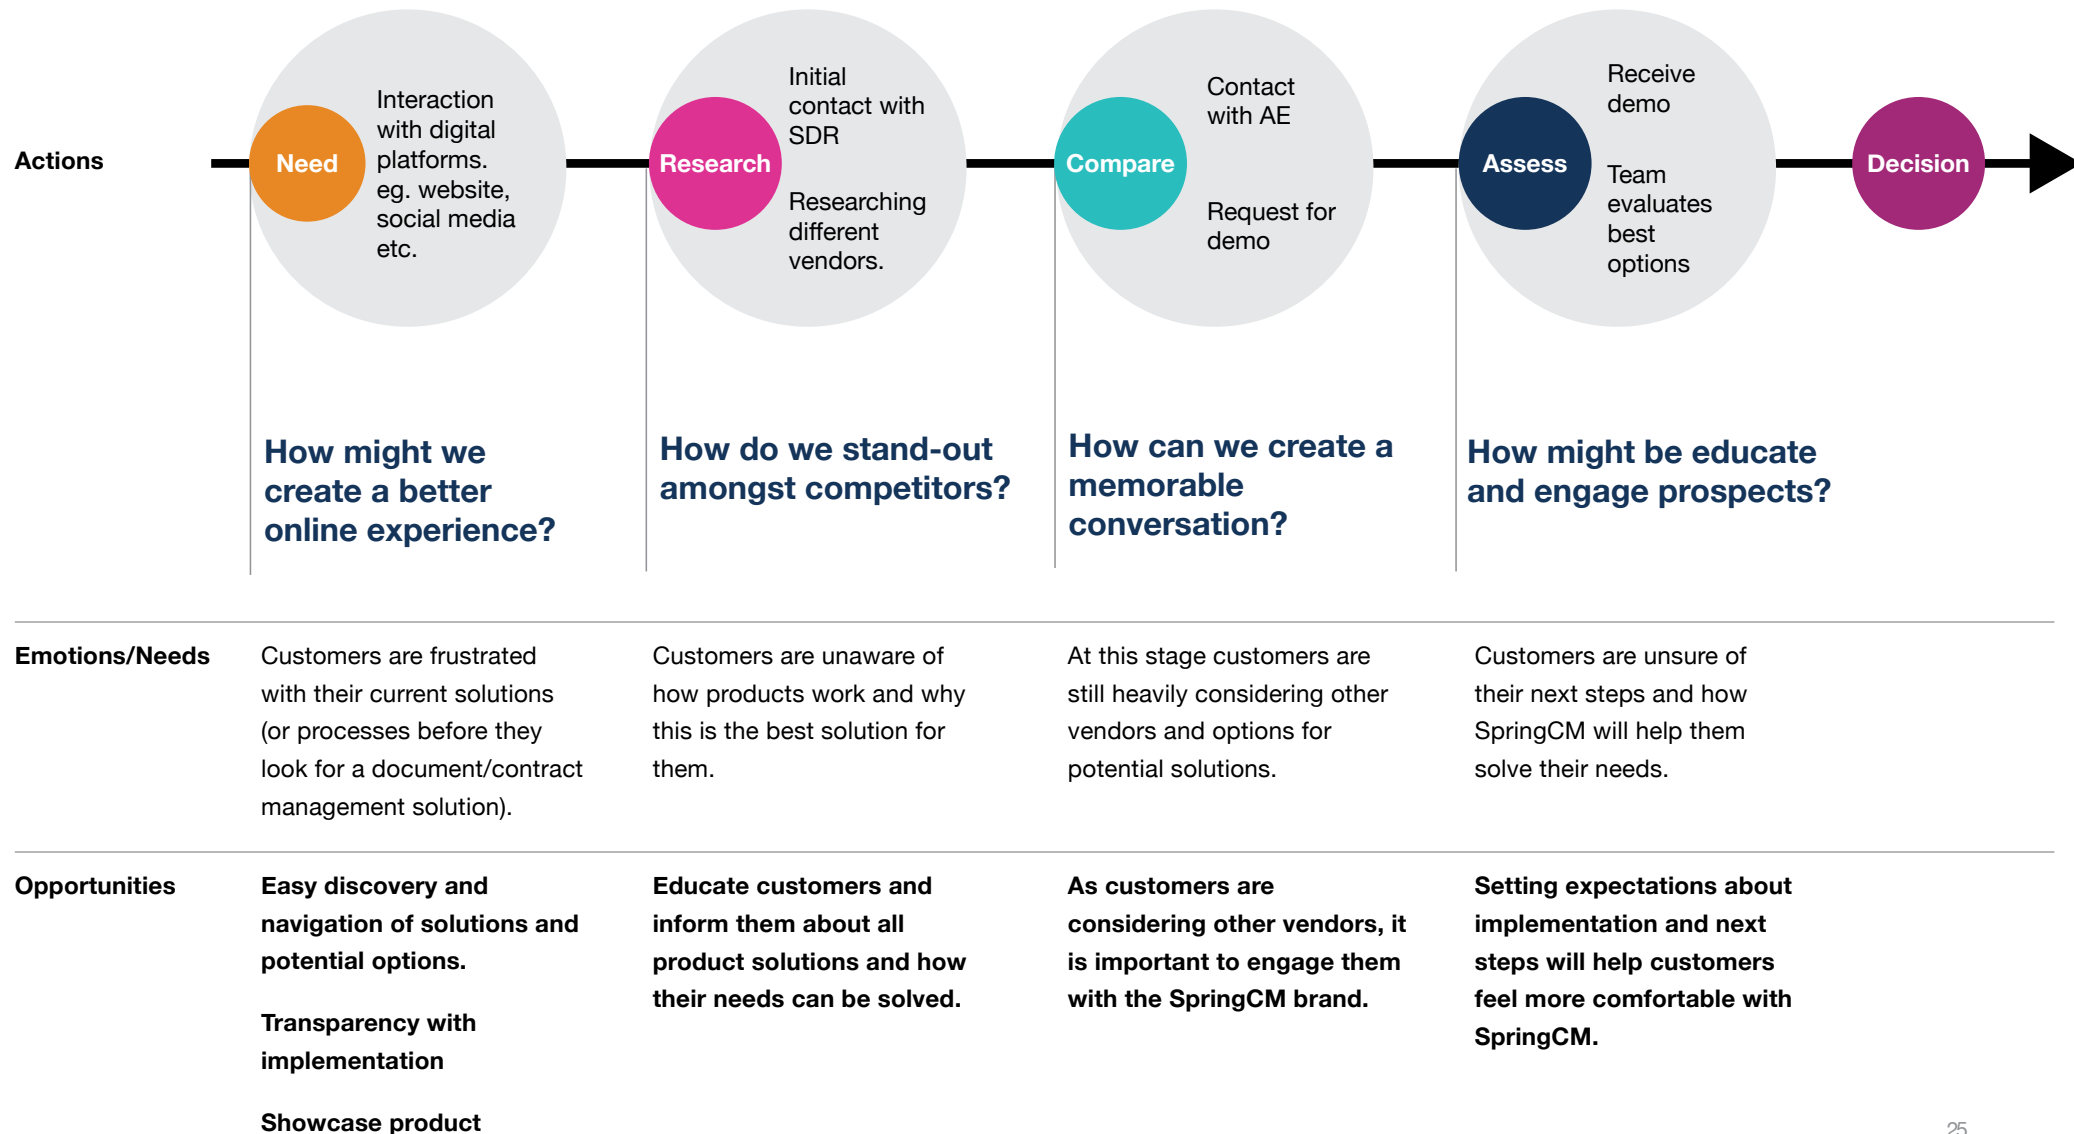 Actions
Need
Interaction
with digital
platforms.
eg. website,
social media
etc.
Research
Initial
contact with
SDR
Researching
different
vendors.
Compare
Contact
with AE
Request for
demo
Assess
Receive
demo
Team
evaluates
best
options
Decision
How might we
create a better
online experience?
How do we stand-out
amongst competitors?
How can we create a
memorable
conversation?
How might be educate
and engage prospects?
Emotions/Needs
Customers are frustrated
with their current solutions
(or processes before they
look for a document/contract
management solution).
Customers are unaware of
how products work and why
this is the best solution for
them.
At this stage customers are
still heavily considering other
vendors and options for
potential solutions.
Customers are unsure of
their next steps and how
SpringCM will help them
solve their needs.
Opportunities
Easy discovery and
navigation of solutions and
potential options.
Transparency with
implementation
Showcase product
Educate customers and
inform them about all
product solutions and how
their needs can be solved.
As customers are
considering other vendors, it
is important to engage them
with the SpringCM brand.
Setting expectations about
implementation and next
steps will help customers
feel more comfortable with
SpringCM.
25